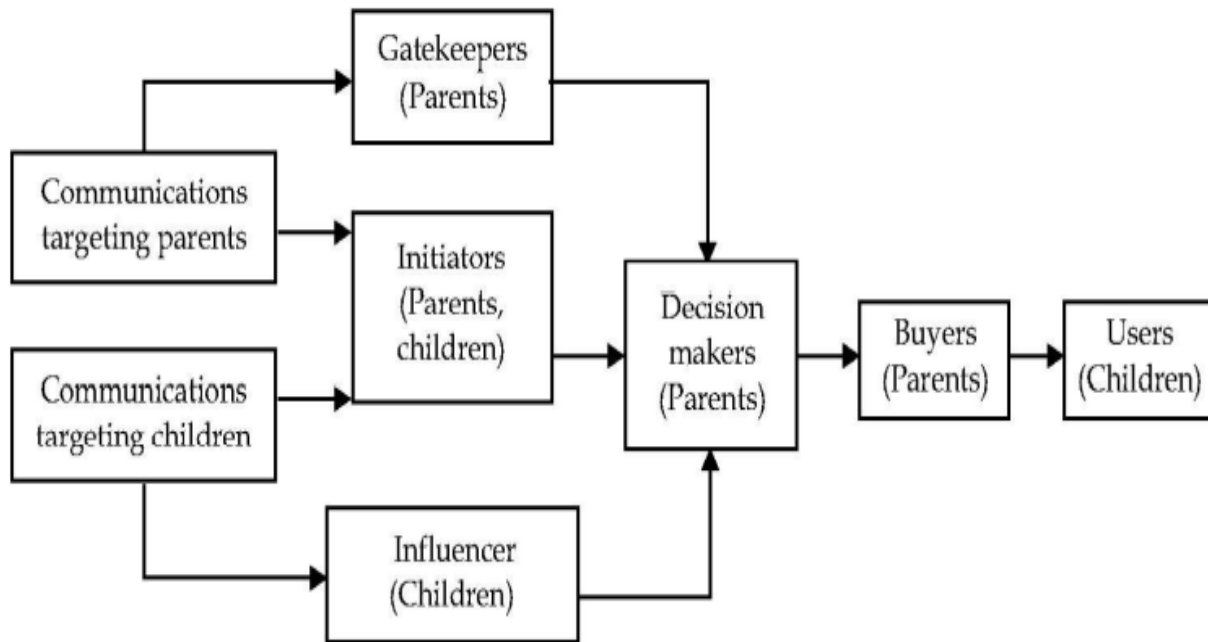 Gatekeepers
(Parents)
Communications
targeting parents
Initiators
(Parents,
children)
Decision
makers
(Parents)
Buyers
(Parents)
Users
(Children)
Communications
targeting children
Influencer
(Children)